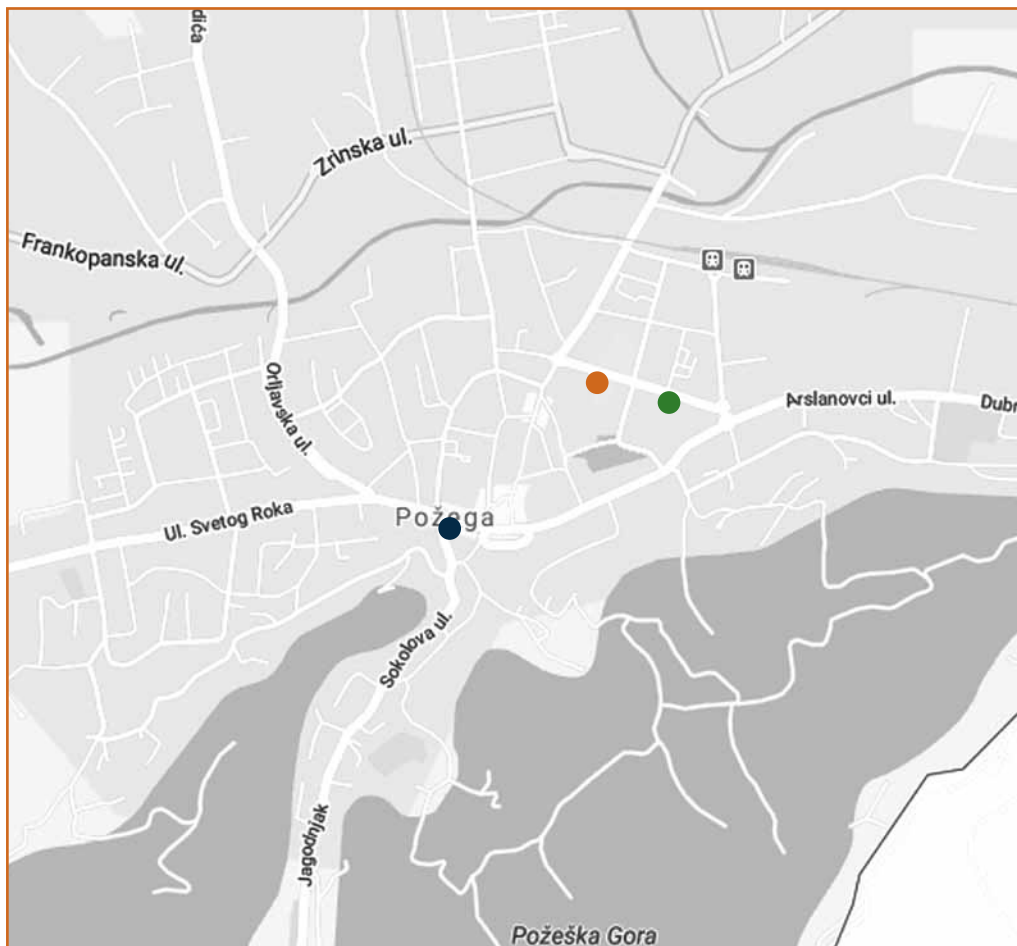 dića
Zrinska ul.
Frankopanska ul.
Orljavska ul.
Arslanovci ul.
Dubr
Ul. Svetog Roka
Požega
Sokolova ul.
Jagodnjak
Požeška Gora